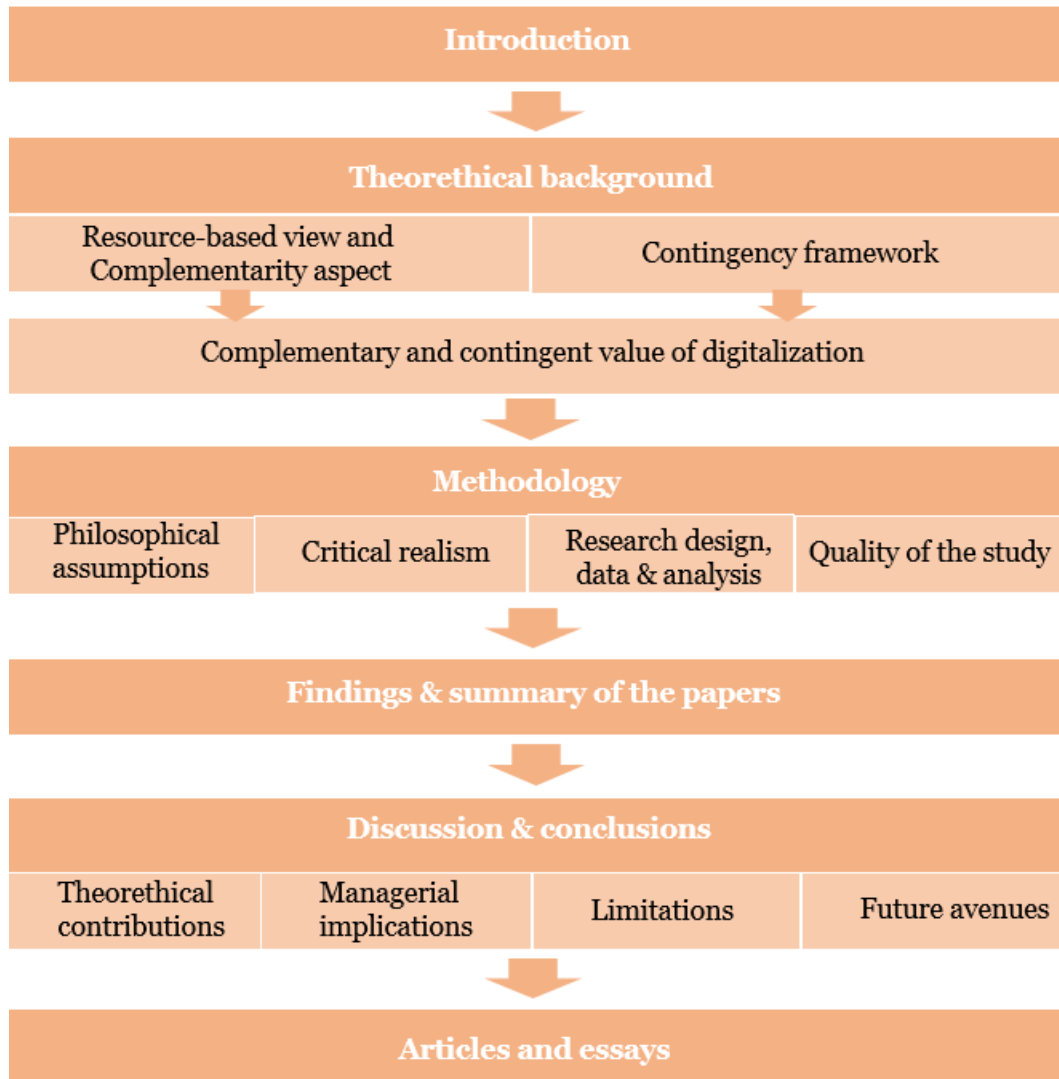 Introduction
Theorethical background
Resource-based view and
Complementarity aspect
Contingency framework
Complementary and contingent value of digitalization
Methodology
Philosophical
assumptions
Critical realism
Research design,
data & analysis
Quality of the study
Findings & summary of the papers
Discussion & conclusions
Theorethical
contributions
Managerial
implications
Limitations
Future avenues
Articles and essays